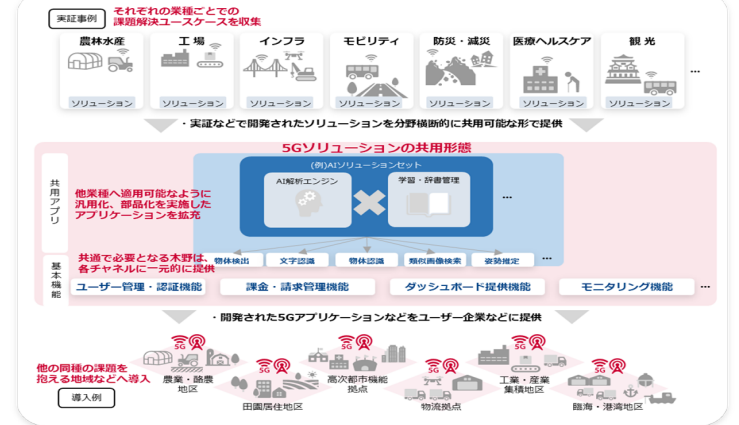 実証事例
それぞれの業種ごとでの
課題解決ユースケースを収集
農林水産 工場 インフラ モビリティ 防災・減災 医療ヘルスケア 観光
ソリューション ソリューション ソリューション ソリューション ソリューション ソリューション ソリューション
...
・実証などで開発されたソリューションを分野横断的に共用可能な形で提供
5Gソリューションの共用形態
共用アプリ
他業種へ適用可能なように
汎用化、部品化を実施した
アプリケーションを拡充
(例)AIソリューションセット
AI解析エンジン
学習・辞書管理
...
基本機能
共通で必要となる木野は、
各チャネルに一元的に提供
物体検出 文字認識 物体認識 類似画像検索 姿勢推定 ...
ユーザー管理・認証機能 課金・請求管理機能 ダッシュボード提供機能 モニタリング機能 ...
・開発された5Gアプリケーションなどをユーザー企業などに提供
他の同種の課題を
抱える地域などへ導入
導入例
5G 5G 5G 5G 5G 5G
農業・酪農
地区
田園居住地区
高次都市機能
拠点
物流拠点
工業・産業
集積地区
臨海・港湾地区